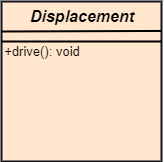 Displacement
+drive(): void